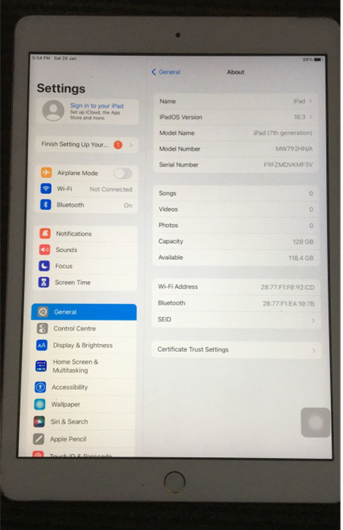 5:54 PM Sat 28 Jan
Settings
General
About
Sign in to your iPad
Set up iCloud, the App
Store and more.
Finish Setting Up Your... 1
Airplane Mode
Wi-Fi Not Connected
Bluetooth On
Notifications
Sounds
Focus
Screen Time
General
Control Centre
AA Display & Brightness
Home Screen &
Multitasking
Accessibility
Wallpaper
Siri & Search
Apple Pencil
Touch ID & Passcode
Name iPad
iPadOS Version 16.3
Model Name iPad (7th generation)
Model Number MW792HN/A
Serial Number
Songs 0
Videos 0
Photos 0
Capacity 128 GB
Available 118.4 GB
Wi-Fi Address 28:77:F1:FB:92:CD
Bluetooth 28:77:F1:EA:10:7B
SEID
Certificate Trust Settings